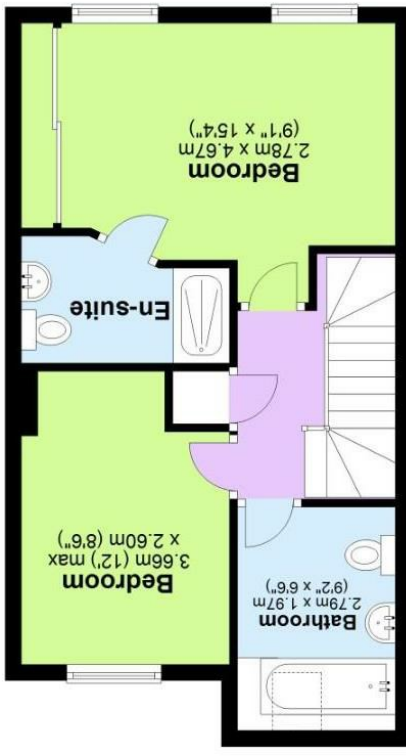 Bathroom
2.79m x 1.97m
(9'2" x 6'6")
Bedroom
3.66m (12') max
x 2.60m (8'6")
En-suite
Bedroom
2.78m x 4.67m
(9'1" x 15'4")